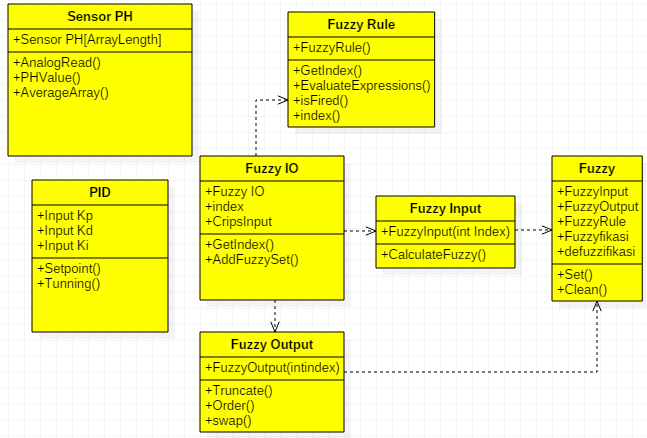 Sensor PH
+Sensor PH[ArrayLength]
+AnalogRead()
+PHValue()
+AverageArray()
Fuzzy Rule
+FuzzyRule()
+GetIndex()
+EvaluateExpressions()
+isFired()
+index()
PID
+Input Kp
+Input Kd
+Input Ki
+Setpoint()
+Tunning()
Fuzzy IO
+Fuzzy IO
+index
+CripsInput
+GetIndex()
+AddFuzzySet()
Fuzzy Input
+FuzzyInput(int Index)
+CalculateFuzzy()
Fuzzy
+FuzzyInput
+FuzzyOutput
+FuzzyRule
+Fuzzyfikasi
+defuzzifikasi
+Set()
+Clean()
Fuzzy Output
+FuzzyOutput(intindex)
+Truncate()
+Order()
+swap()